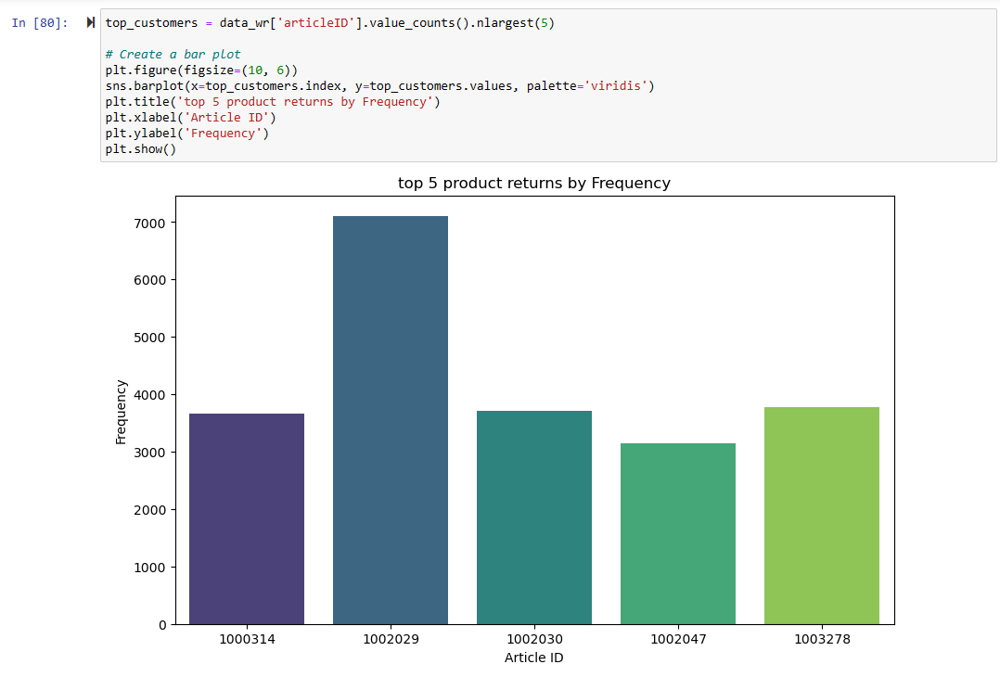 In [80]:
top_customers = data_wr['articleID'].value_counts().nlargest(5)
# Create a bar plot
plt.figure(figsize=(10, 6))
sns.barplot(x=top_customers.index, y=top_customers.values, palette='viridis')
plt.title('top 5 product returns by Frequency')
plt.xlabel('Article ID')
plt.ylabel('Frequency')
plt.show()
top 5 product returns by Frequency
Frequency
7000
6000
5000
4000
3000
2000
1000
0
1000314 1002029 1002030 1002047 1003278
Article ID